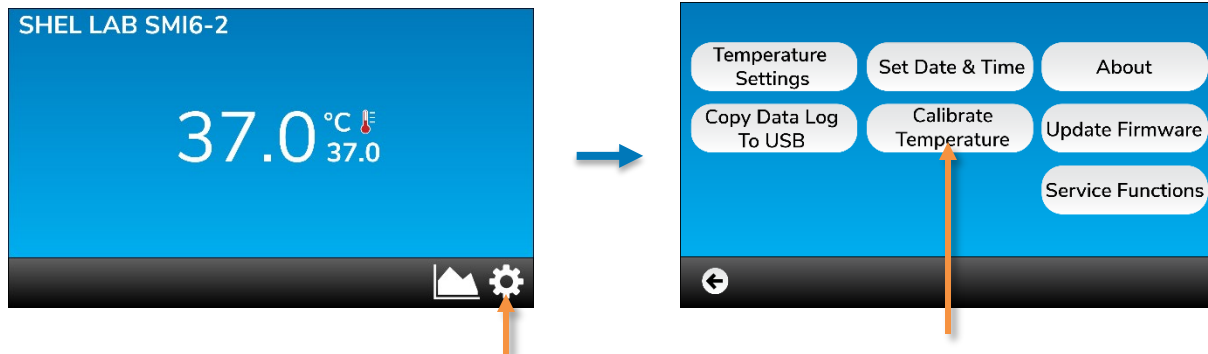 SHEL LAB SMI6-2
37.0 °C
37.0
Temperature
Settings
Set Date & Time
About
Copy Data Log
To USB
Calibrate
Temperature
Update Firmware
Service Functions